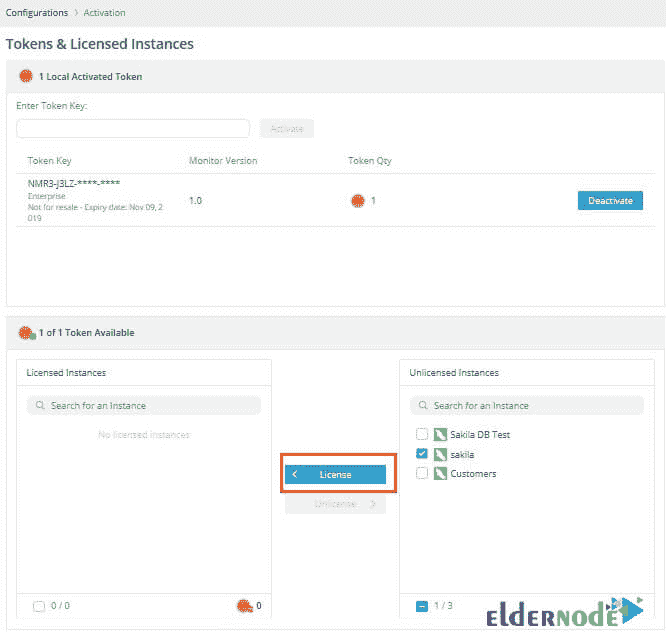 Configurations > Activation
Tokens & Licensed Instances
1 Local Activated Token
Enter Token Key:
Activate
Token Key Monitor Version Token Qty
NMR3-J3LZ-****-****
Enterprise
Not for resale - Expiry date: Nov 09, 2
019
1.0 1 Deactivate
1 of 1 Token Available
Licensed Instances
Search for an Instance
No licensed instances
0 / 0
0
< License
Unlicense >
Unlicensed Instances
Search for an Instance
Sakila DB Test
sakila
Customers
1 / 3
eldernode